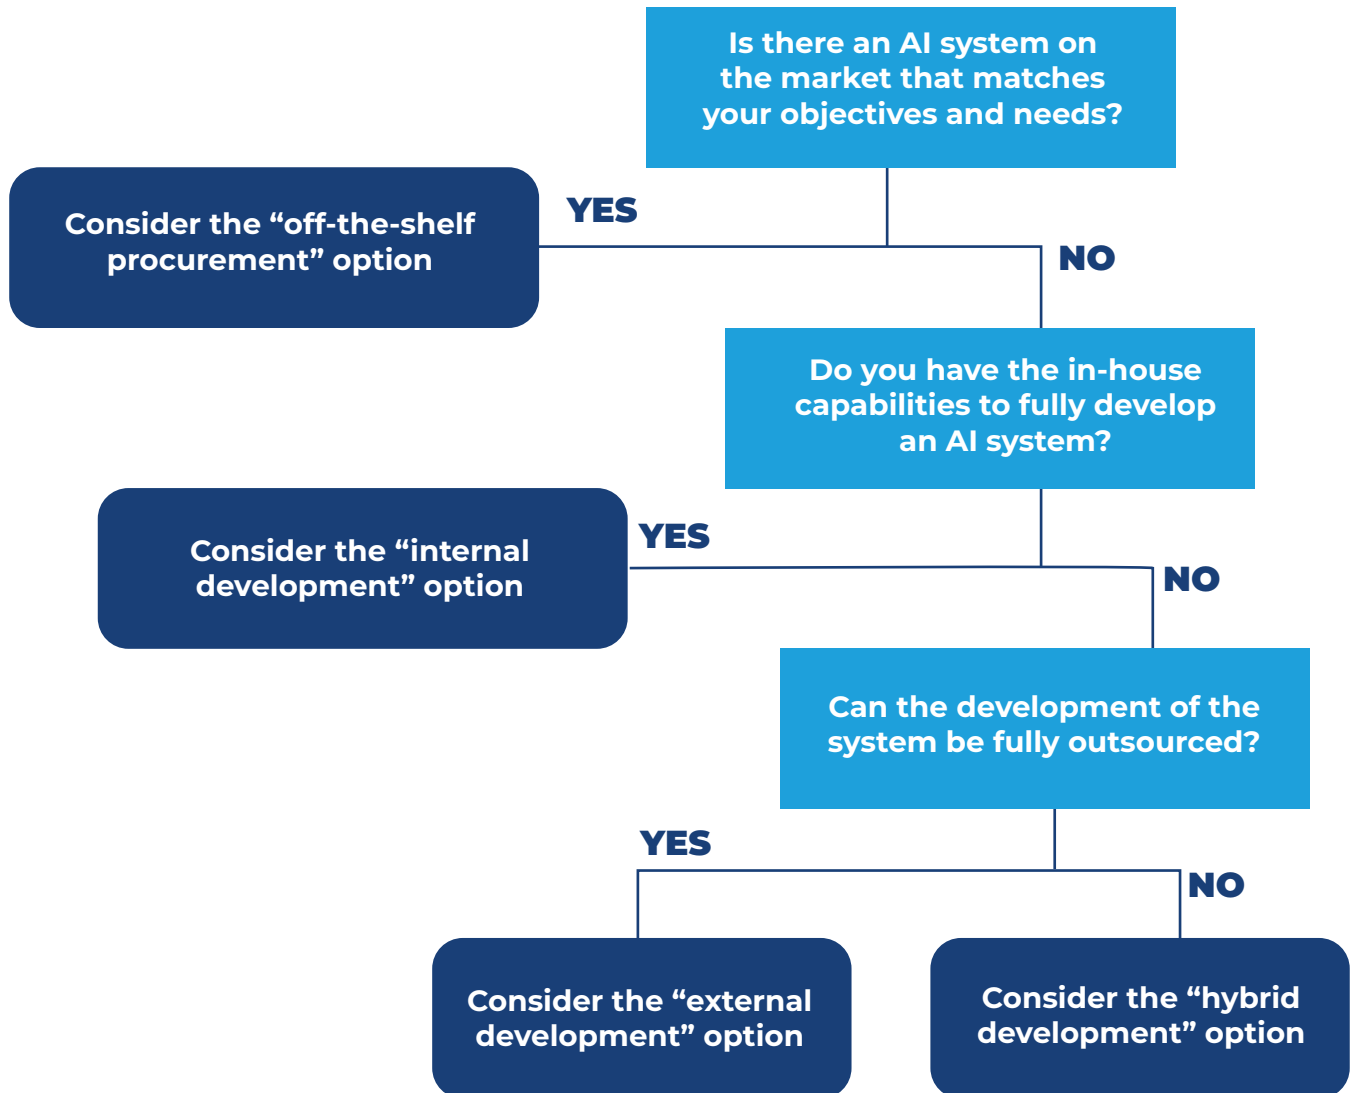 Is there an AI system on
the market that matches
your objectives and needs?
YES
Consider the “off-the-shelf
procurement” option
NO
Do you have the in-house
capabilities to fully develop
an AI system?
YES
Consider the “internal
development” option
NO
Can the development of the
system be fully outsourced?
YES
NO
Consider the “external
development” option
Consider the “hybrid
development” option